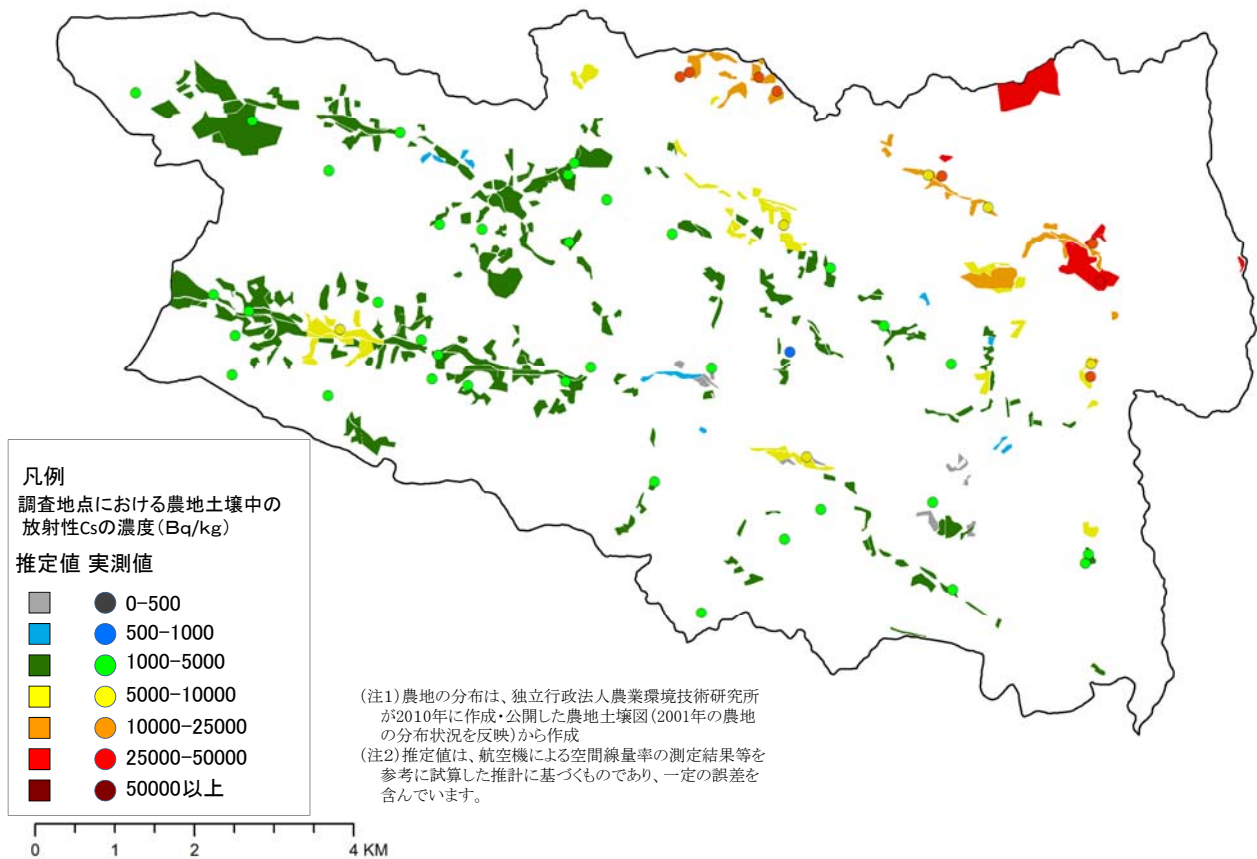 凡例
調査地点における農地土壌中の
放射性Csの濃度(Bq/kg)
推定値 実測値
0-500
500-1000
1000-5000
5000-10000
10000-25000
25000-50000
50000以上
(注1)農地の分布は、独立行政法人農業環境技術研究所
が2010年に作成・公開した農地土壌図(2001年の農地
の分布状況を反映)から作成
(注2)推定値は、航空機による空間線量率の測定結果等を
参考に試算した推計に基づくものであり、一定の誤差を
含んでいます。
0 1 2 4 KM